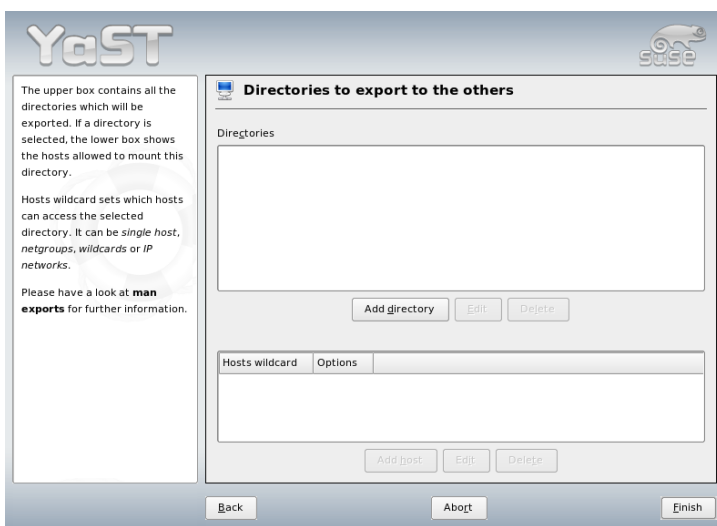 YaST
SUSE
The upper box contains all the
directories which will be
exported. If a directory is
selected, the lower box shows
the hosts allowed to mount this
directory.
Hosts wildcard sets which hosts
can access the selected
directory. It can be single host,
netgroups, wildcards or IP
networks.
Please have a look at man
exports for further information.
Directories to export to the others
Directories
Add directory
Edit
Delete
Hosts wildcard
Options
Add host
Edit
Delete
Back
Abort
Finish